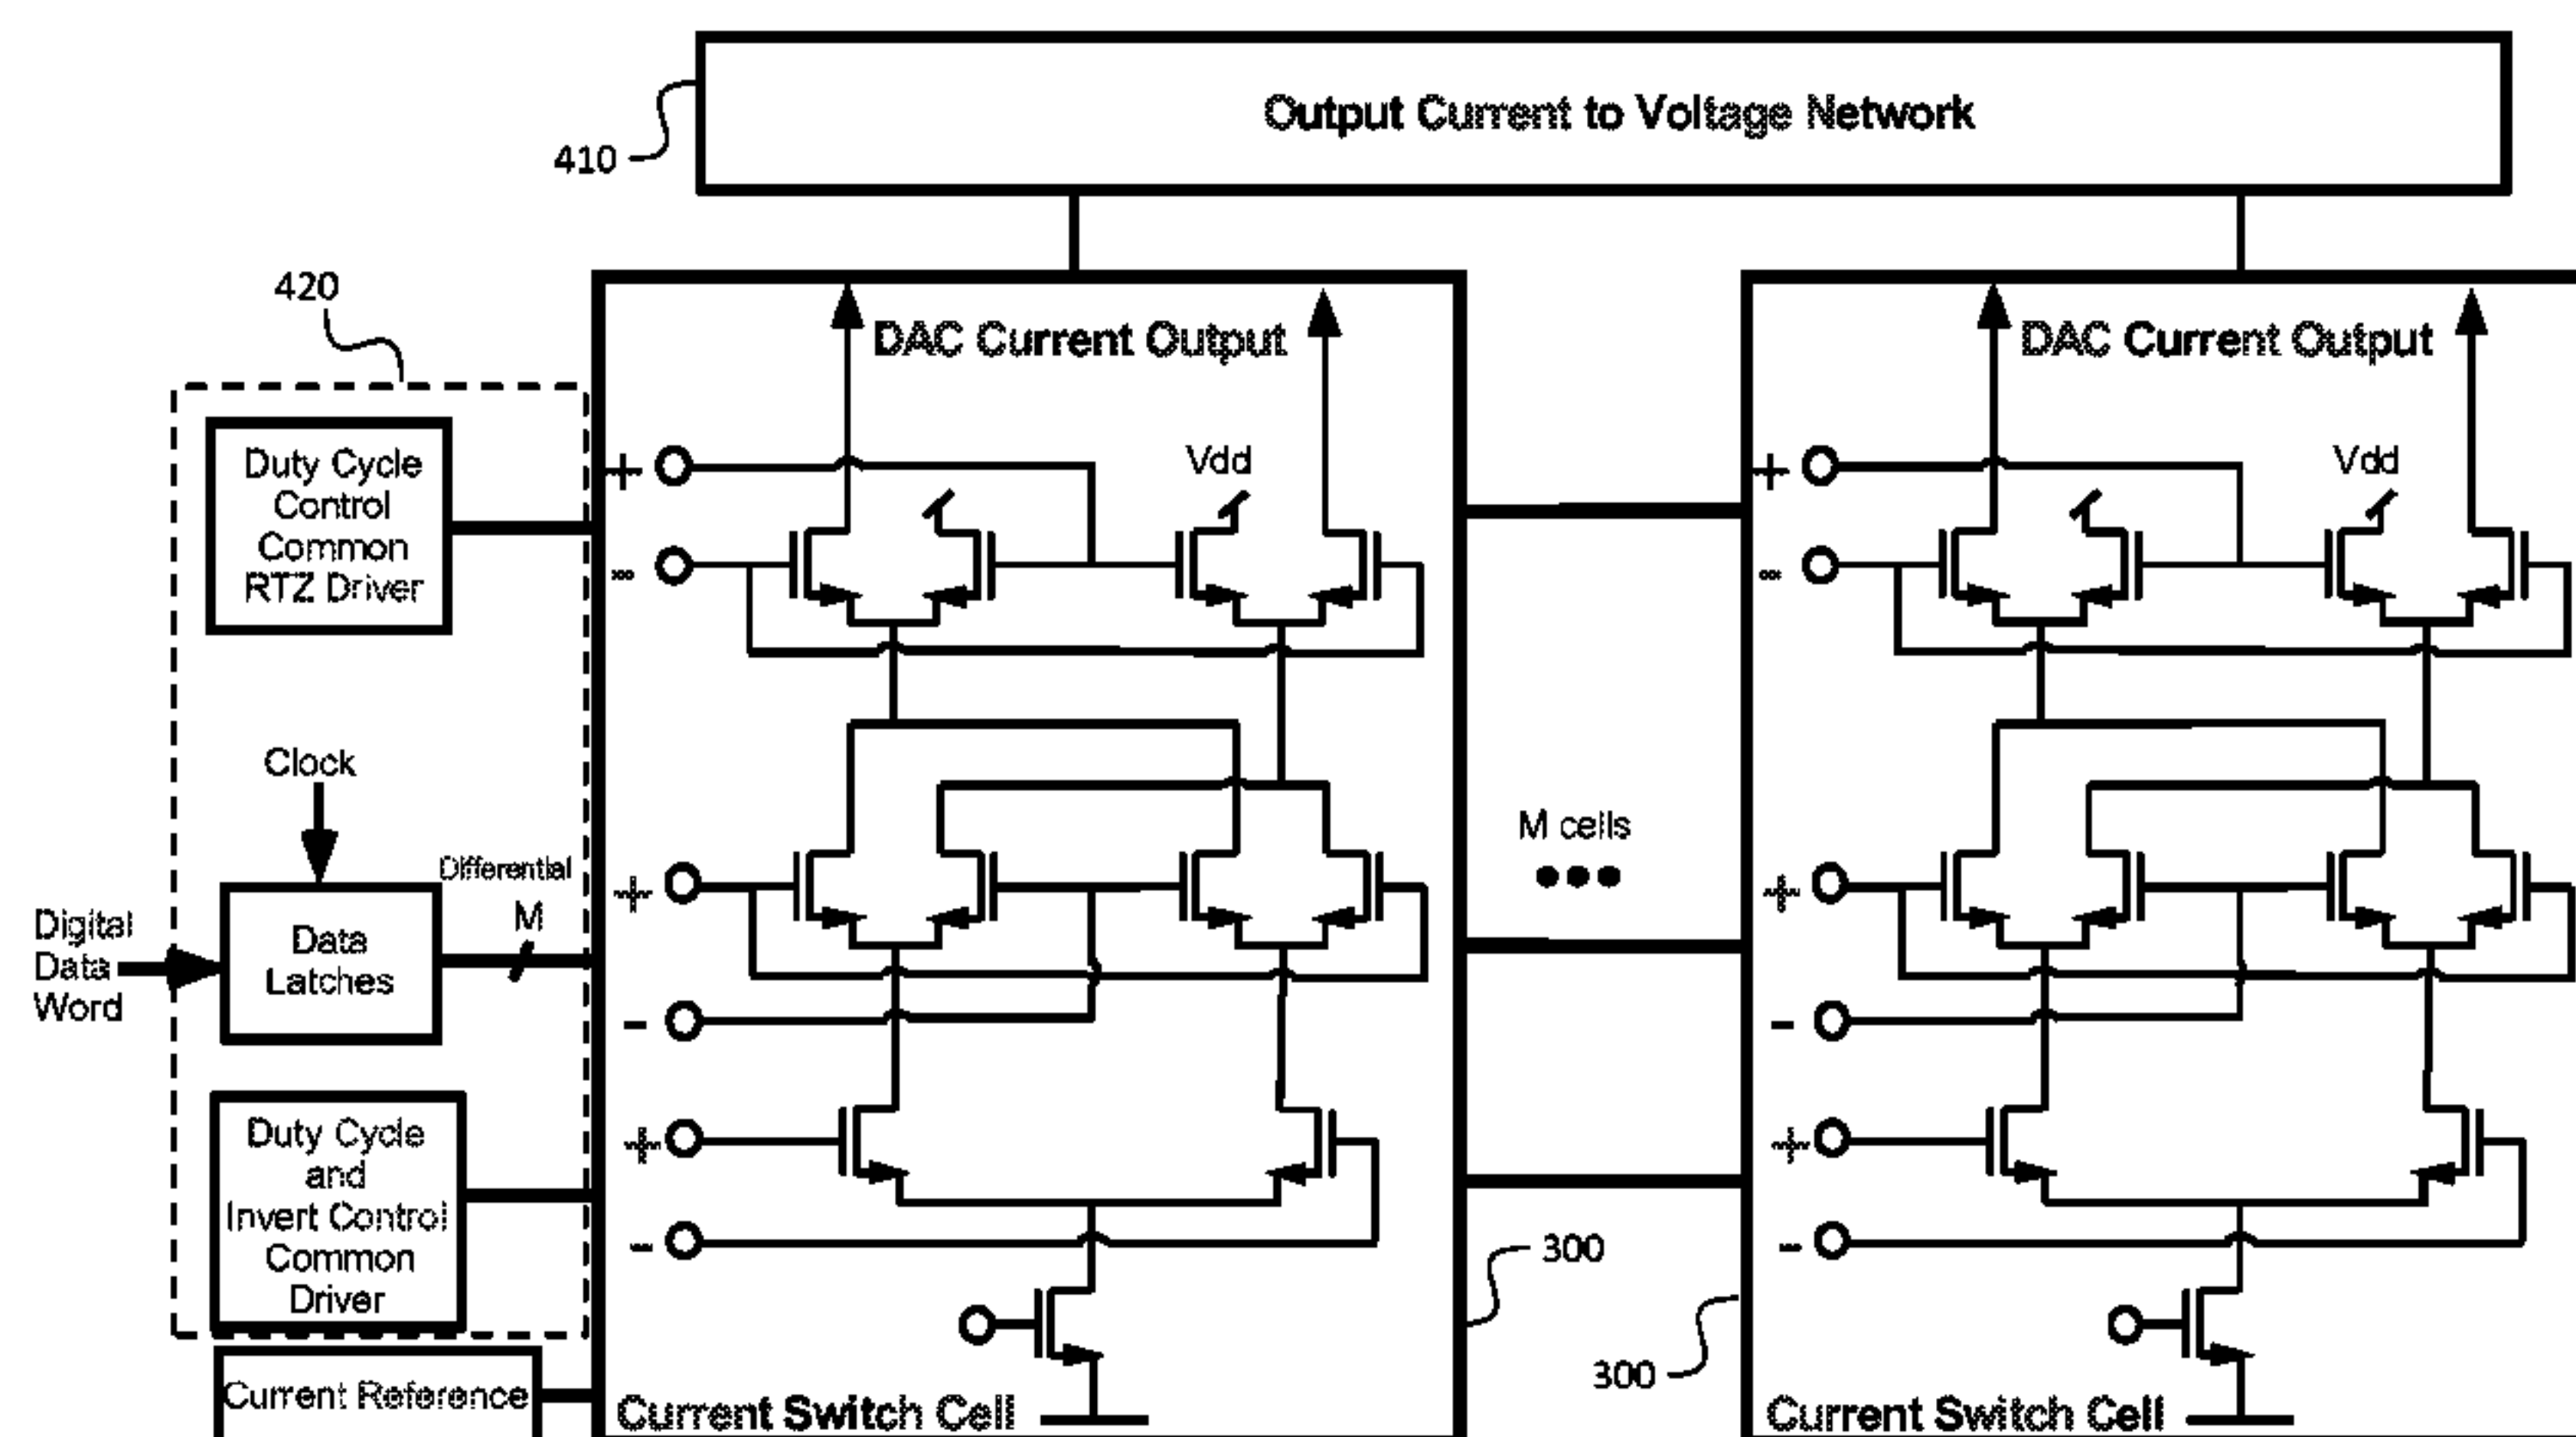 Output Current to Voltage Network
410
420
DAC Current Output
DAC Current Output
Duty Cycle
Control
Common
RTZ Driver
+
Vdd
+
Vdd
-
-
Clock
Differential
M cells
+
+
M
Digital
Data
Word
Data
Latches
-
-
+
+
Duty Cycle
and
Invert Control
Common
Driver
-
-
300
300
Current Reference
Current Switch Cell
Current Switch Cell